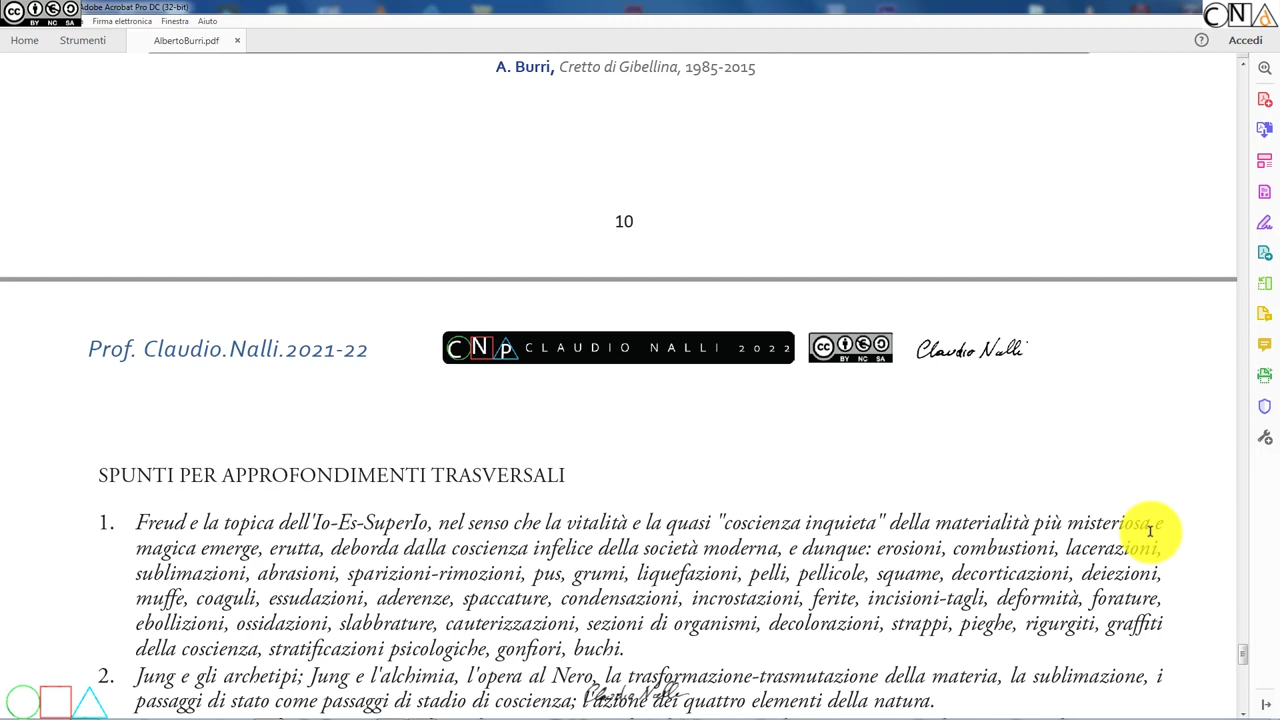 Adobe Acrobat Pro DC (32-bit)
Firma elettronica Finestra Aiuto
Home Strumenti AlbertoBurri.pdf × Accedi
A. Burri, Cretto di Gibellina, 1985-2015
10
Prof. Claudio.Nalli.2021-22
CNP CLAUDIO NALLI 2022
cc BY NC SA
Claudio Nalli
SPUNTI PER APPROFONDIMENTI TRASVERSALI
1. Freud e la topica dell'Io-Es-SuperIo, nel senso che la vitalità e la quasi "coscienza inquieta" della materialità più misteriosa e
magica emerge, erutta, deborda dalla coscienza infelice della società moderna, e dunque: erosioni, combustioni, lacerazioni,
sublimazioni, abrasioni, sparizioni-rimozioni, pus, grumi, liquefazioni, pelli, pellicole, squame, decorticazioni, deiezioni,
muffe, coaguli, essudazioni, aderenze, spaccature, condensazioni, incrostazioni, ferite, incisioni-tagli, deformità, forature,
ebollizioni, ossidazioni, slabbrature, cauterizzazioni, sezioni di organismi, decolorazioni, strappi, pieghe, rigurgiti, graffiti
della coscienza, stratificazioni psicologiche, gonfiori, buchi.
2. Jung e gli archetipi; Jung e l'alchimia, l'opera al Nero, la trasformazione-trasmutazione della materia, la sublimazione, i
passaggi di stato come passaggi di stadio di coscienza; l'azione dei quattro elementi della natura.
Claudio Nalli